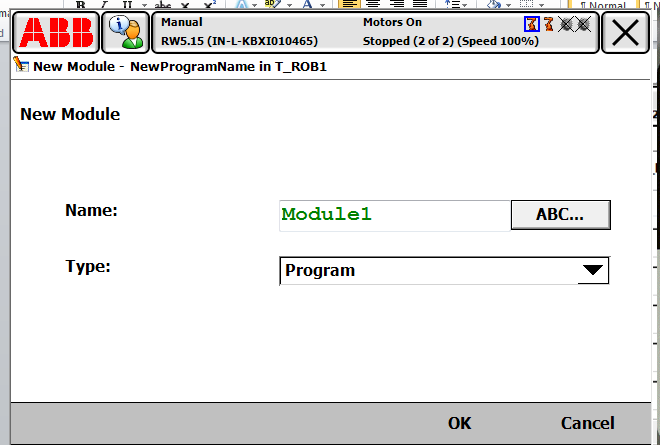 ABB
Manual
RW5.15 (IN-L-KBXI010465)
Motors On
Stopped (2 of 2) (Speed 100%)
New Module - NewProgramName in T_ROB1
New Module
Name:
Module1
ABC...
Type:
Program
OK
Cancel